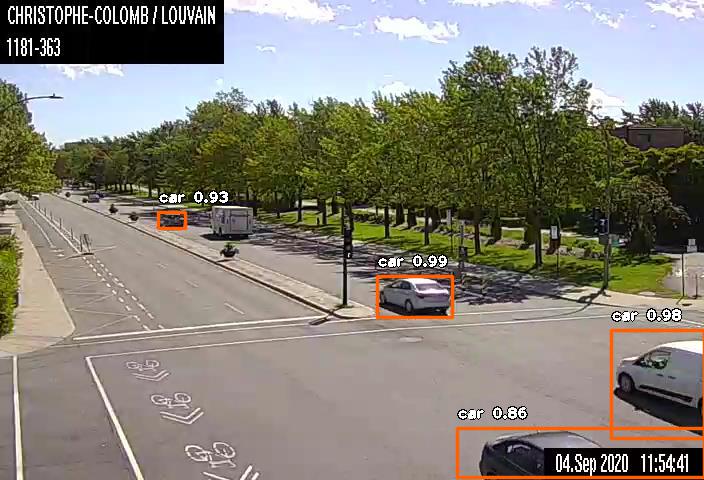 CHRISTOPHE-COLOMB / LOUVAIN
1181-363
car 0.93
car 0.99
car 0.98
car 0.86
04.Sep 2020 11:54:41